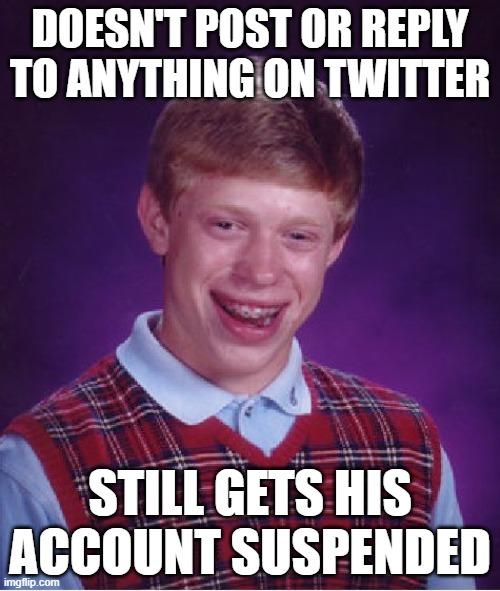 DOESN'T POST OR REPLY
TO ANYTHING ON TWITTER
STILL GETS HIS
ACCOUNT SUSPENDED
imgflip.com